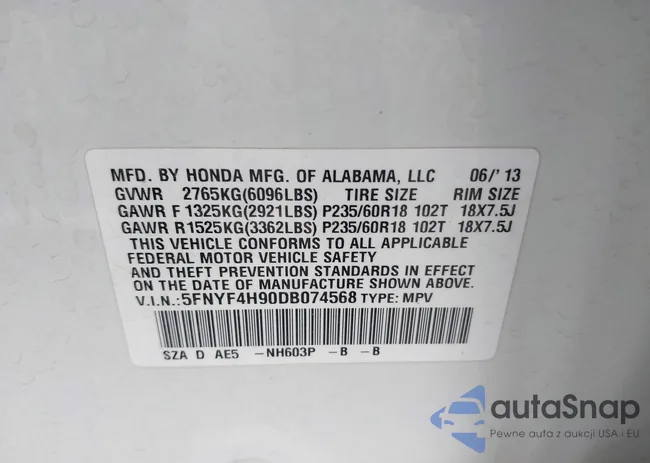 MFD. BY HONDA MFG. OF ALABAMA, LLC 06/'13
GVWR 2765KG(6096LBS) TIRE SIZE RIM SIZE
GAWR F 1325KG(2921LBS) P235/60R18 102T 18X7.5J
GAWR R1525KG(3362LBS) P235/60R18 102T 18X7.5J
THIS VEHICLE CONFORMS TO ALL APPLICABLE
FEDERAL MOTOR VEHICLE SAFETY
AND THEFT PREVENTION STANDARDS IN EFFECT
ON THE DATE OF MANUFACTURE SHOWN ABOVE.
V.I.N.:5FNYF4H90DB074568 TYPE: MPV
SZA D AE5 -NH603P -B -B
autaSnap
Pewne auta z aukcji USA i EU